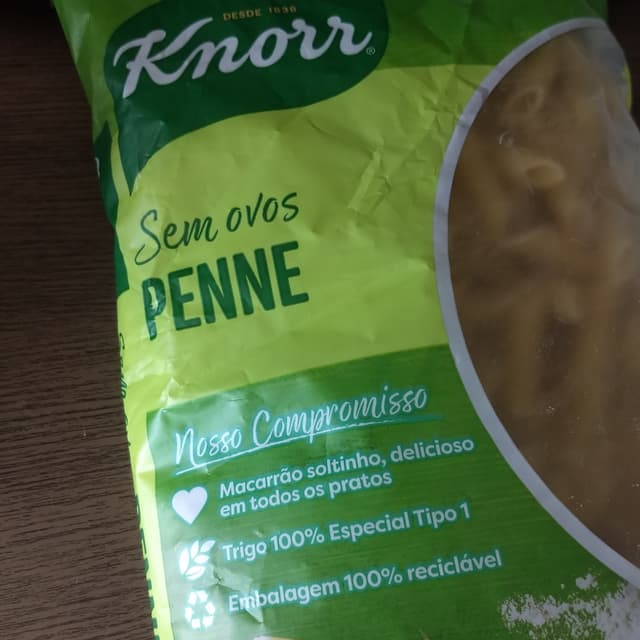 DESDE 1838
Knorr®
Sem ovos
PENNE
Nosso Compromisso
Macarrão soltinho, delicioso
em todos os pratos
Trigo 100% Especial Tipo 1
Embalagem 100% reciclável